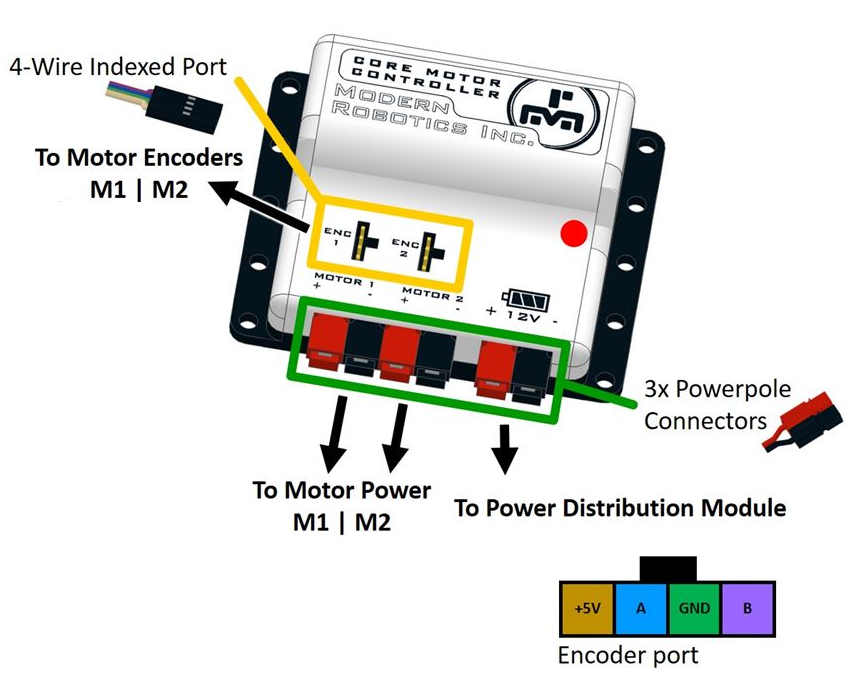 CORE MOTOR
CONTROLLER
MODERN
ROBOTICS INC.
4-Wire Indexed Port
To Motor Encoders
M1 | M2
ENC
1
ENC
2
MOTOR 1
+ -
MOTOR 2
+ -
+ 12V -
3x Powerpole
Connectors
To Motor Power
M1 | M2
To Power Distribution Module
+5V A GND B
Encoder port